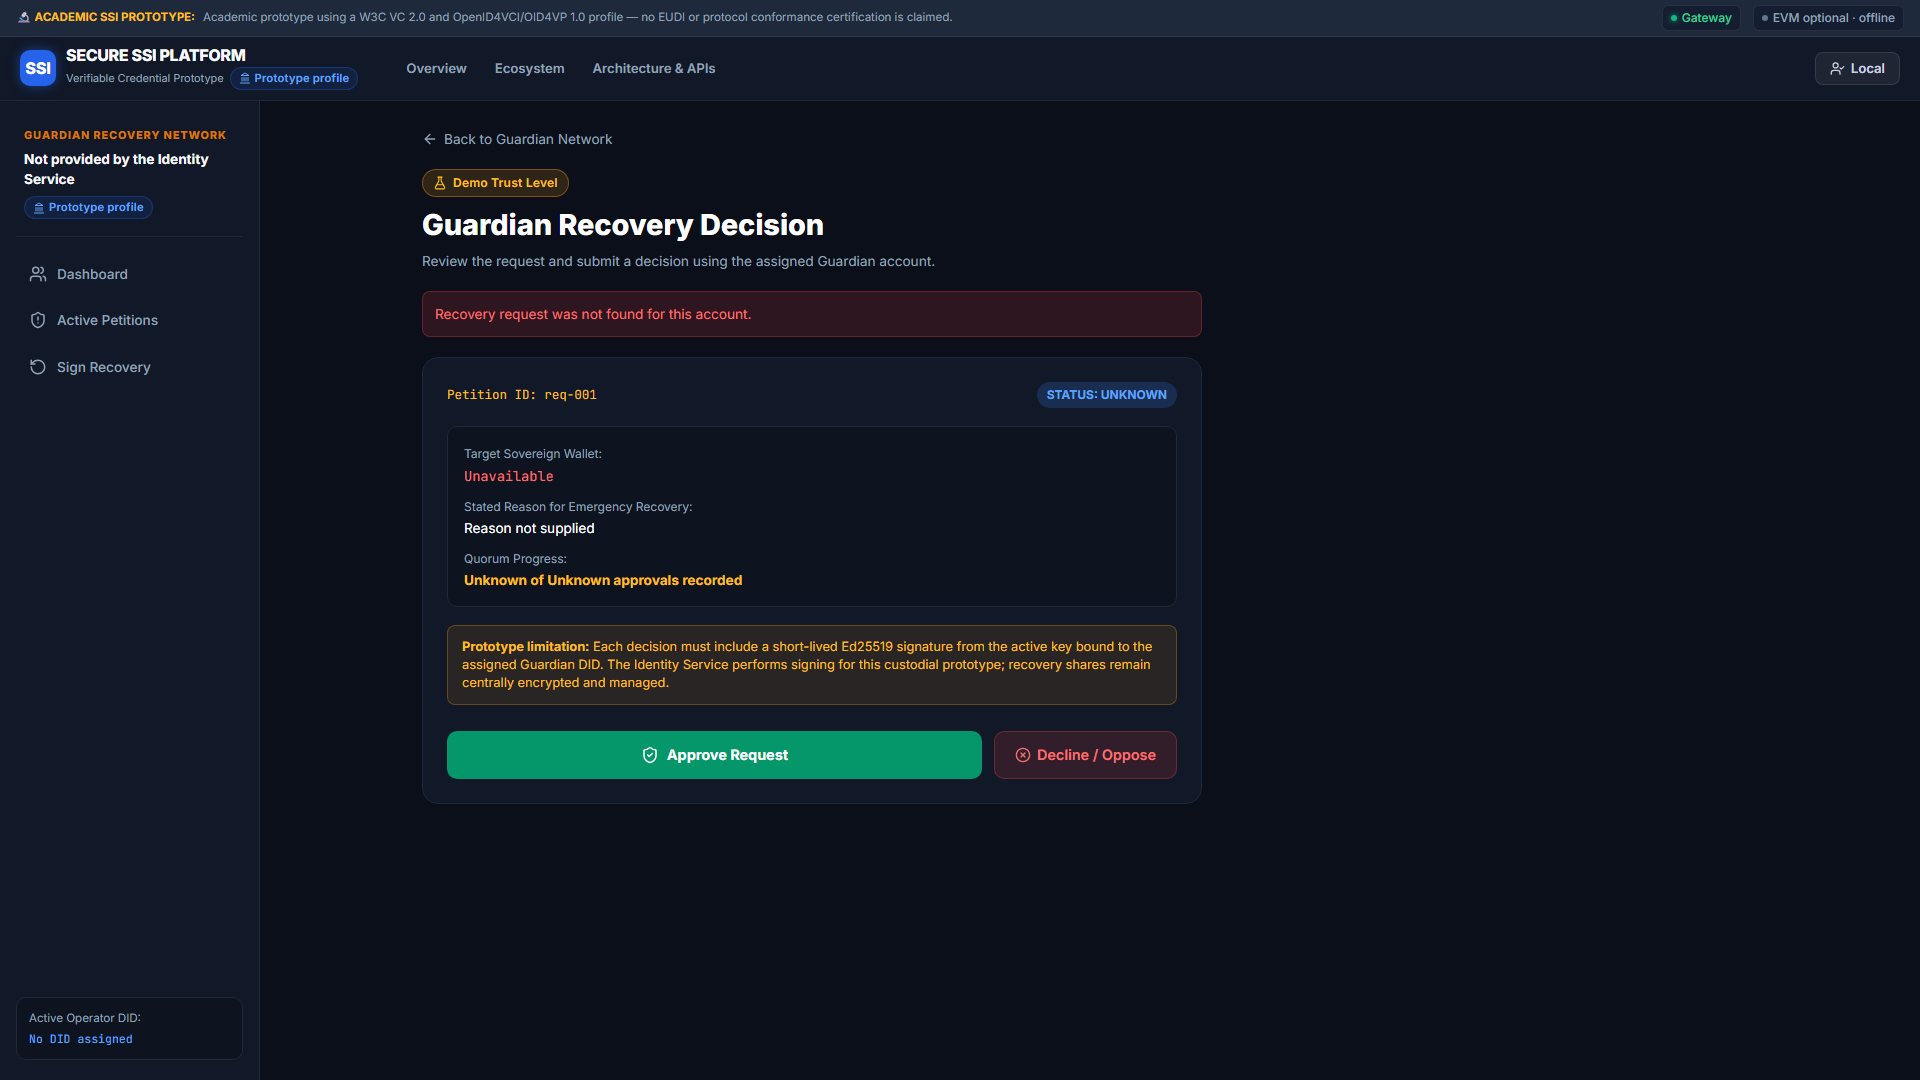 ACADEMIC SSI PROTOTYPE: Academic prototype using a W3C VC 2.0 and OpenID4VCI/OID4VP 1.0 profile — no EUDI or protocol conformance certification is claimed.
Gateway
EVM optional · offline
SSI
SECURE SSI PLATFORM
Verifiable Credential Prototype
Prototype profile
Overview
Ecosystem
Architecture & APIs
Local
GUARDIAN RECOVERY NETWORK
Not provided by the Identity
Service
Prototype profile
Dashboard
Active Petitions
Sign Recovery
Active Operator DID:
No DID assigned
Back to Guardian Network
Demo Trust Level
Guardian Recovery Decision
Review the request and submit a decision using the assigned Guardian account.
Recovery request was not found for this account.
Petition ID: req-001
STATUS: UNKNOWN
Target Sovereign Wallet:
Unavailable
Stated Reason for Emergency Recovery:
Reason not supplied
Quorum Progress:
Unknown of Unknown approvals recorded
Prototype limitation: Each decision must include a short-lived Ed25519 signature from the active key bound to the
assigned Guardian DID. The Identity Service performs signing for this custodial prototype; recovery shares remain
centrally encrypted and managed.
Approve Request
Decline / Oppose